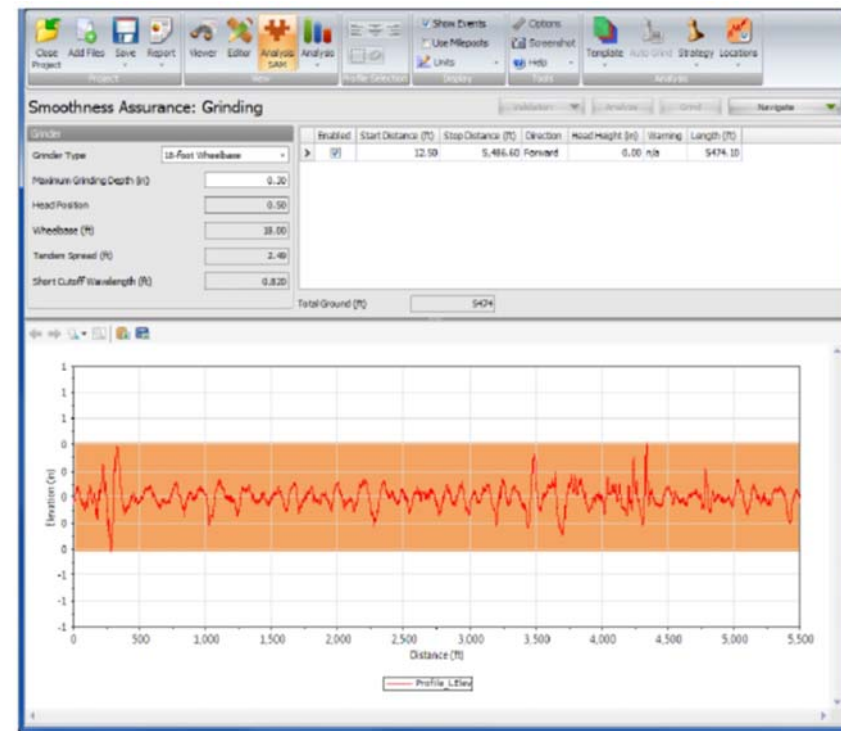 Close Project Add Files Save Report Viewer Editor Analysis SAM Analysis Show Events Use Mileposts Units Options Screenshot Help Template Auto Grind Strategy Locations
Project View Profile Selection Display Tools Analysis
Smoothness Assurance: Grinding
Validation Analysis Grind Navigate
Grinder
Enabled Start Distance (ft) Stop Distance (ft) Direction Head Height (in) Warning Length (ft)
Grinder Type 18-Foot Wheelbase
12.50 5,486.60 Forward 0.00 n/a 5474.10
Maximum Grinding Depth (in) 0.30
Head Position 0.50
Wheelbase (ft) 18.00
Tandem Spread (ft) 2.49
Short Cutoff Wavelength (ft) 0.820
Total Ground (ft) 5474
1
1
1
0
0
0
0
0
-1
-1
-1
Elevation (in)
0 500 1,000 1,500 2,000 2,500 3,000 3,500 4,000 4,500 5,000 5,500
Distance (ft)
Profile_LElev